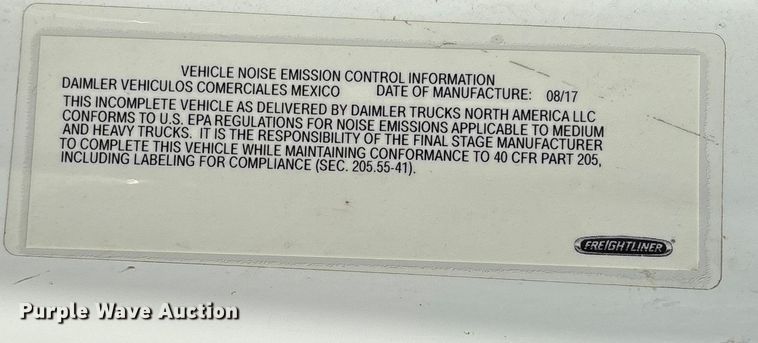 VEHICLE NOISE EMISSION CONTROL INFORMATION
DAIMLER VEHICULOS COMERCIALES MEXICO DATE OF MANUFACTURE: 08/17
THIS INCOMPLETE VEHICLE AS DELIVERED BY DAIMLER TRUCKS NORTH AMERICA LLC
CONFORMS TO U.S. EPA REGULATIONS FOR NOISE EMISSIONS APPLICABLE TO MEDIUM
AND HEAVY TRUCKS. IT IS THE RESPONSIBILITY OF THE FINAL STAGE MANUFACTURER
TO COMPLETE THIS VEHICLE WHILE MAINTAINING CONFORMANCE TO 40 CFR PART 205,
INCLUDING LABELING FOR COMPLIANCE (SEC. 205.55-41).
FREIGHTLINER
Purple Wave Auction